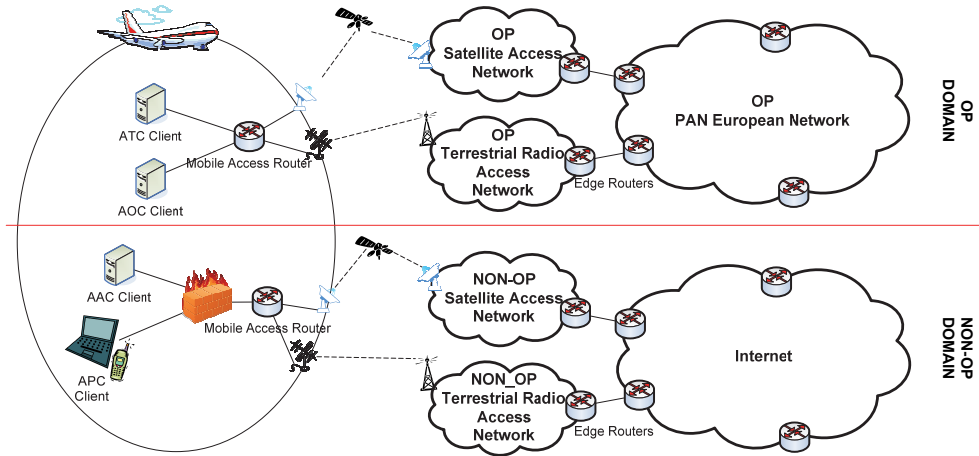 OP
Satellite Access
Network
ATC Client
Mobile Access Router
AOC Client
OP
Terrestrial Radio
Access
Network
Edge Routers
OP
PAN European Network
OP
DOMAIN
AAC Client
Mobile Access Router
APC
Client
NON-OP
Satellite Access
Network
NON_OP
Terrestrial Radio
Access
Network
Edge Routers
Internet
NON-OP
DOMAIN